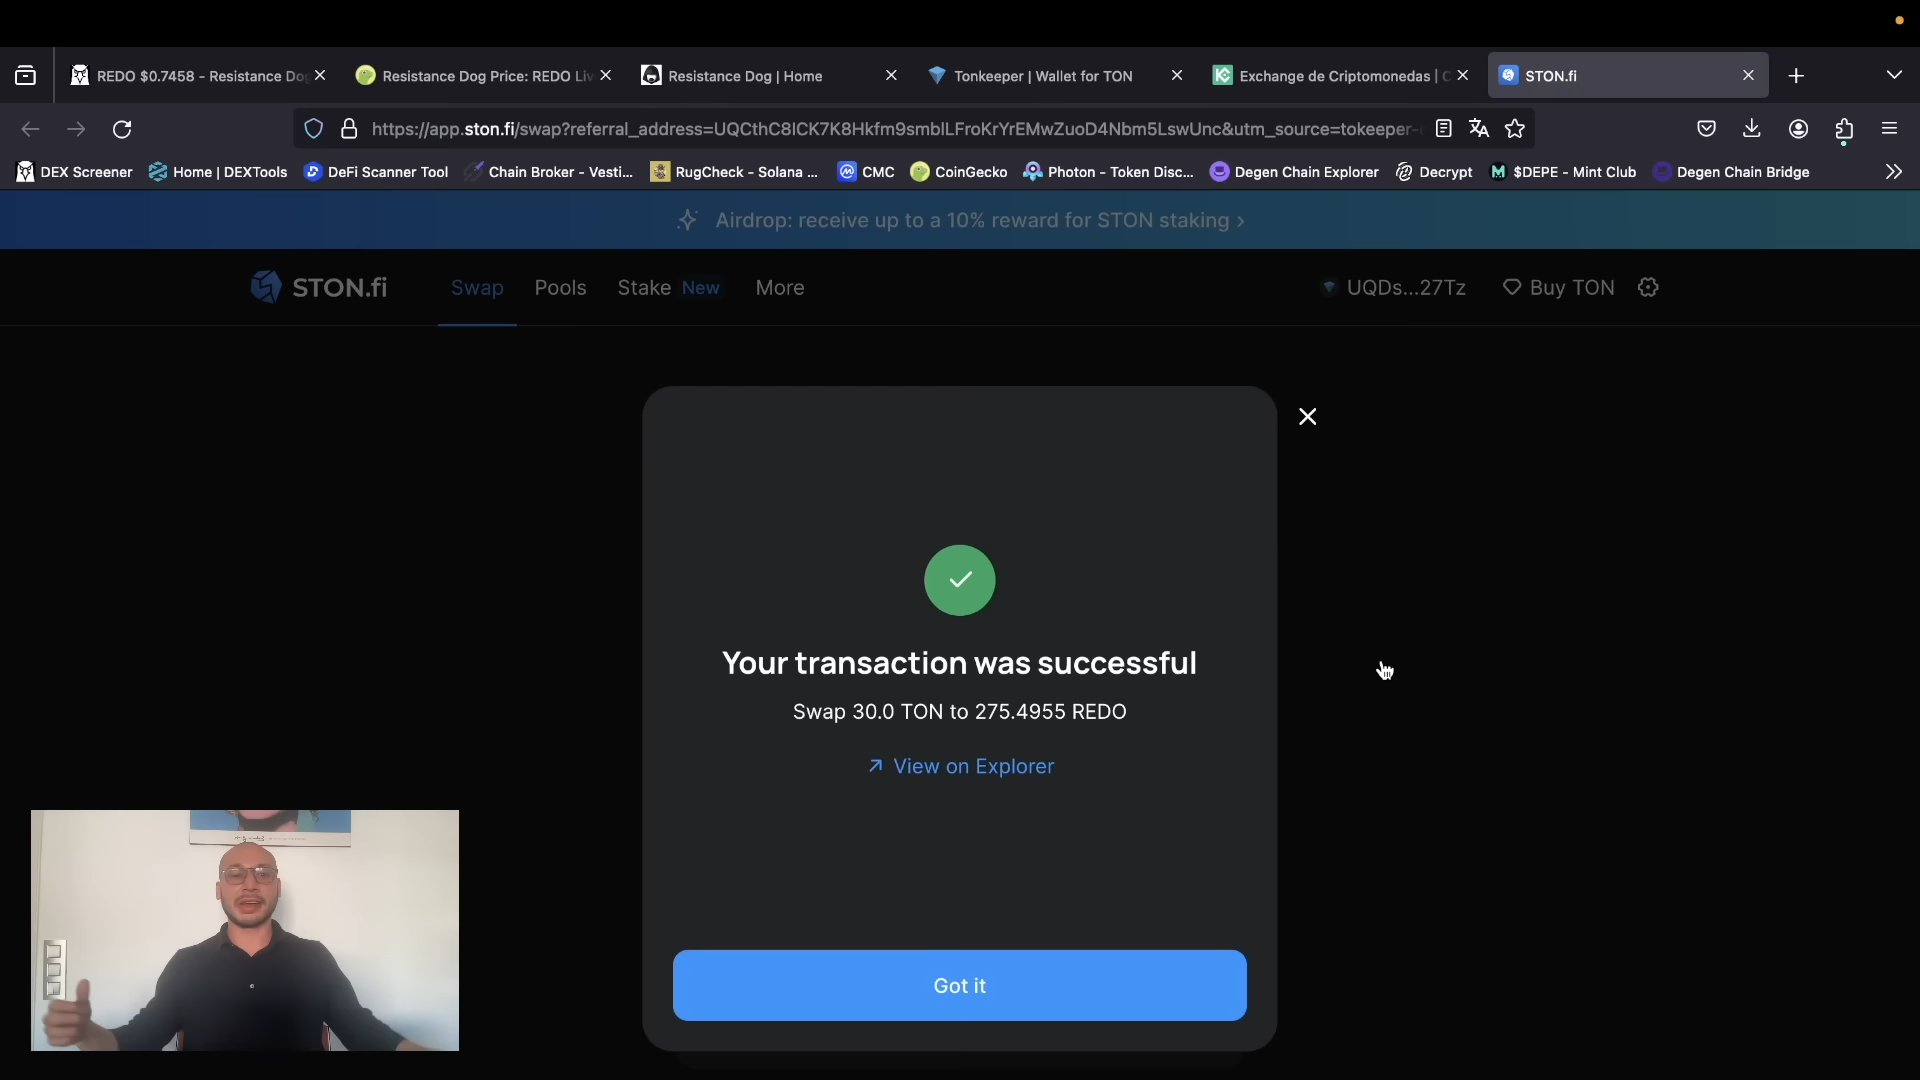 REDO $0.7458 - Resistance Do
Resistance Dog Price: REDO Liv
Resistance Dog | Home
Tonkeeper | Wallet for TON
Exchange de Criptomonedas | C
STON.fi
https://app.ston.fi/swap?referral_address=UQCthC8ICK7K8Hkfm9smblLFroKrYrEMwZuoD4Nbm5LswUnc&utm_source=tokeeper-
DEX Screener
Home | DEXTools
DeFi Scanner Tool
Chain Broker - Vesti...
RugCheck - Solana ...
CMC
CoinGecko
Photon - Token Disc...
Degen Chain Explorer
Decrypt
$DEPE - Mint Club
Degen Chain Bridge
Airdrop: receive up to a 10% reward for STON staking ›
STON.fi
Swap
Pools
Stake New
More
UQDs...27Tz
Buy TON
Your transaction was successful
Swap 30.0 TON to 275.4955 REDO
View on Explorer
Got it